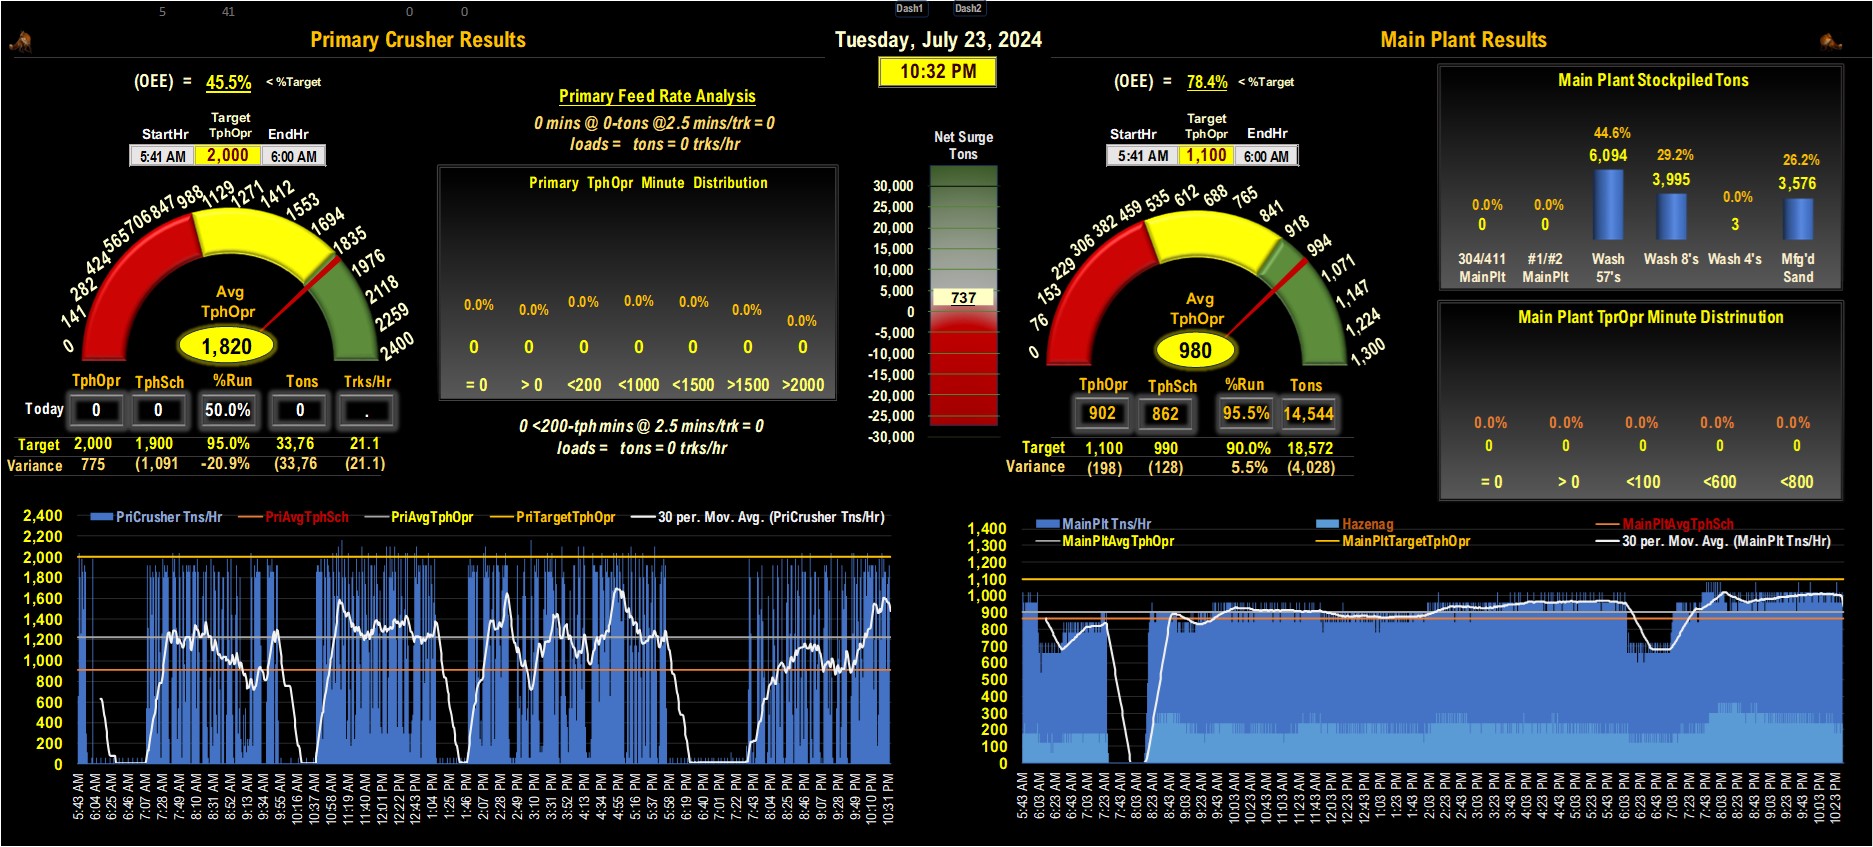 5 41 0 0 Dash1 Dash2
Primary Crusher Results
Tuesday, July 23, 2024
Main Plant Results
10:32 PM
(OEE) = 45.5% < %Target
Target
StartHr TphOpr EndHr
5:41 AM 2,000 6:00 AM
0 141 282 424 565 706 847 988 1129 1271 1412 1553 1694 1835 1976 2118 2259 2400
Avg
TphOpr
1,820
TphOpr TphSch %Run Tons Trks/Hr
Today 0 0 50.0% 0 .
Target 2,000 1,900 95.0% 33,76 21.1
Variance 775 (1,091 -20.9% (33,76 (21.1)
Primary Feed Rate Analysis
0 mins @ 0-tons @2.5 mins/trk = 0
loads = tons = 0 trks/hr
Primary TphOpr Minute Distribution
0.0% 0.0% 0.0% 0.0% 0.0% 0.0% 0.0%
0 0 0 0 0 0 0
= 0 > 0 <200 <1000 <1500 >1500 >2000
0 <200-tph mins @ 2.5 mins/trk = 0
loads = tons = 0 trks/hr
Net Surge
Tons
30,000
25,000
20,000
15,000
10,000
5,000
737
0
-5,000
-10,000
-15,000
-20,000
-25,000
-30,000
(OEE) = 78.4% < %Target
Target
StartHr TphOpr EndHr
5:41 AM 1,100 6:00 AM
0 76 153 229 306 382 459 535 612 688 765 841 918 994 1,071 1,147 1,224 1,300
Avg
TphOpr
980
TphOpr TphSch %Run Tons
902 862 95.5% 14,544
Target 1,100 990 90.0% 18,572
Variance (198) (128) 5.5% (4,028)
Main Plant Stockpiled Tons
0.0% 0.0% 44.6% 29.2% 0.0% 26.2%
0 0 6,094 3,995 3 3,576
304/411 #1/#2 Wash Wash 8's Wash 4's Mfg'd
MainPlt MainPlt 57's Sand
Main Plant TprOpr Minute Distrinution
0.0% 0.0% 0.0% 0.0% 0.0%
0 0 0 0 0
= 0 > 0 <100 <600 <800
PriCrusher Tns/Hr PriAvgTphSch PriAvgTphOpr PriTargetTphOpr 30 per. Mov. Avg. (PriCrusher Tns/Hr)
2,400
2,200
2,000
1,800
1,600
1,400
1,200
1,000
800
600
400
200
0
5:43 AM 6:04 AM 6:25 AM 6:46 AM 7:07 AM 7:28 AM 7:49 AM 8:10 AM 8:31 AM 8:52 AM 9:13 AM 9:34 AM 9:55 AM 10:16 AM 10:37 AM 10:58 AM 11:19 AM 11:40 AM 12:01 PM 12:22 PM 12:43 PM 1:04 PM 1:25 PM 1:46 PM 2:07 PM 2:28 PM 2:49 PM 3:10 PM 3:31 PM 3:52 PM 4:13 PM 4:34 PM 4:55 PM 5:16 PM 5:37 PM 5:58 PM 6:19 PM 6:40 PM 7:01 PM 7:22 PM 7:43 PM 8:04 PM 8:25 PM 8:46 PM 9:07 PM 9:28 PM 9:49 PM 10:10 PM 10:31 PM
MainPlt Tns/Hr Hazenag MainPltAvgTphSch
MainPltAvgTphOpr MainPltTargetTphOpr 30 per. Mov. Avg. (MainPlt Tns/Hr)
1,400
1,300
1,200
1,100
1,000
900
800
700
600
500
400
300
200
100
0
5:43 AM 6:03 AM 6:23 AM 6:43 AM 7:03 AM 7:23 AM 7:43 AM 8:03 AM 8:23 AM 8:43 AM 9:03 AM 9:23 AM 9:43 AM 10:03 AM 10:23 AM 10:43 AM 11:03 AM 11:23 AM 11:43 AM 12:03 PM 12:23 PM 12:43 PM 1:03 PM 1:23 PM 1:43 PM 2:03 PM 2:23 PM 2:43 PM 3:03 PM 3:23 PM 3:43 PM 4:03 PM 4:23 PM 4:43 PM 5:03 PM 5:23 PM 5:43 PM 6:03 PM 6:23 PM 6:43 PM 7:03 PM 7:23 PM 7:43 PM 8:03 PM 8:23 PM 8:43 PM 9:03 PM 9:23 PM 9:43 PM 10:03 PM 10:23 PM